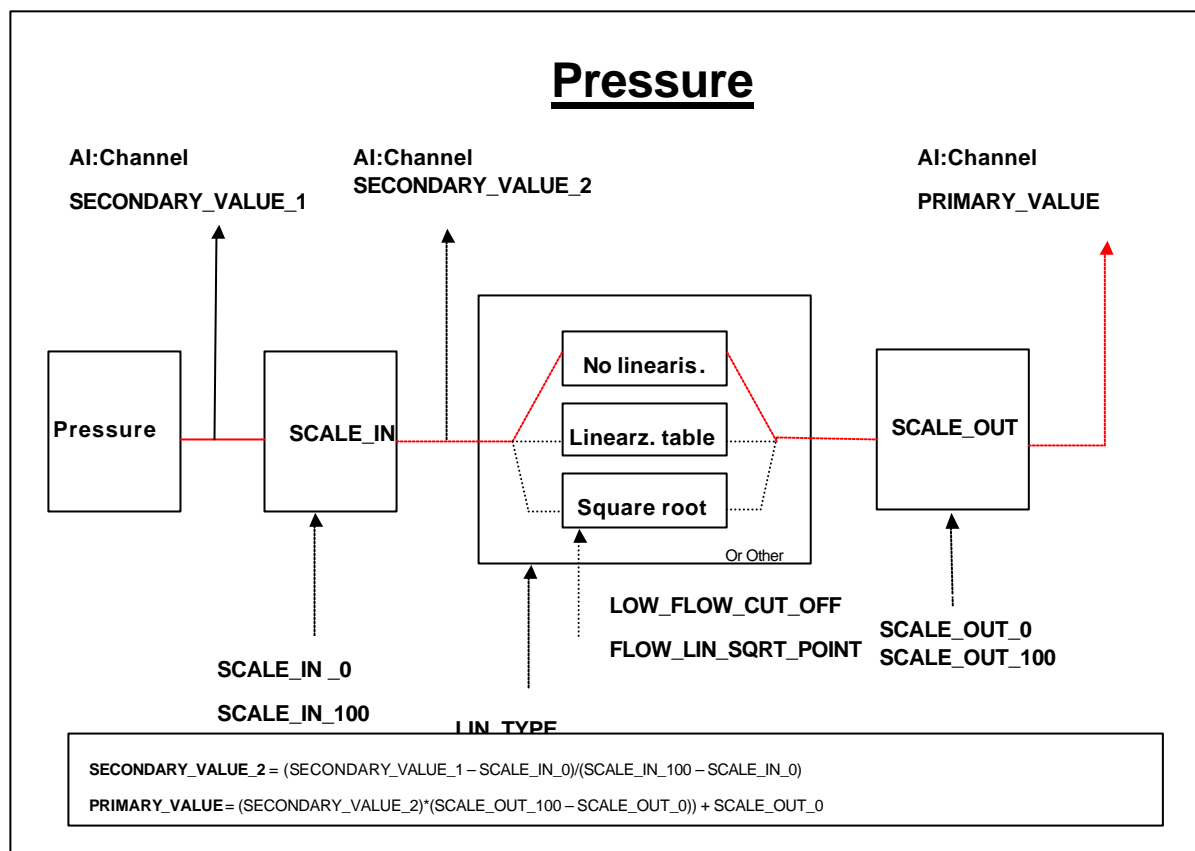 Pressure
AI:Channel
SECONDARY_VALUE_1
AI:Channel
SECONDARY_VALUE_2
AI:Channel
PRIMARY_VALUE
Pressure
SCALE_IN
No linearis.
Linearz. table
Square root
Or Other
SCALE_OUT
LOW_FLOW_CUT_OFF
FLOW_LIN_SQRT_POINT
SCALE_OUT_0
SCALE_OUT_100
SCALE_IN _0
SCALE_IN_100
LIN_TYPE
SECONDARY_VALUE_2 = (SECONDARY_VALUE_1 – SCALE_IN_0)/(SCALE_IN_100 – SCALE_IN_0)
PRIMARY_VALUE = (SECONDARY_VALUE_2)*(SCALE_OUT_100 – SCALE_OUT_0)) + SCALE_OUT_0